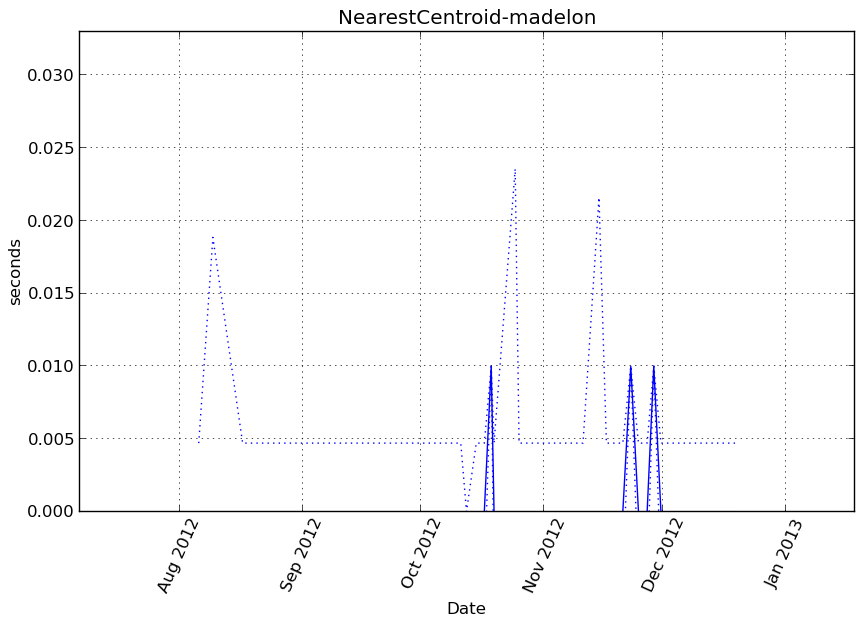 NearestCentroid-madelon
0.030
0.025
0.020
0.015
0.010
0.005
0.000
seconds
Aug 2012
Sep 2012
Oct 2012
Nov 2012
Dec 2012
Jan 2013
Date